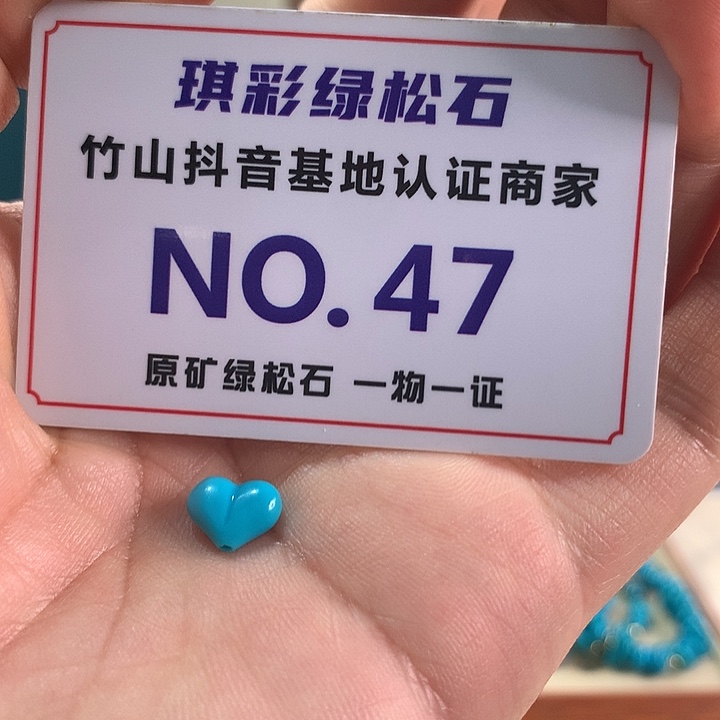 琪彩绿松石
竹山抖音基地认证商家
NO.47
原矿绿松石 一物一证